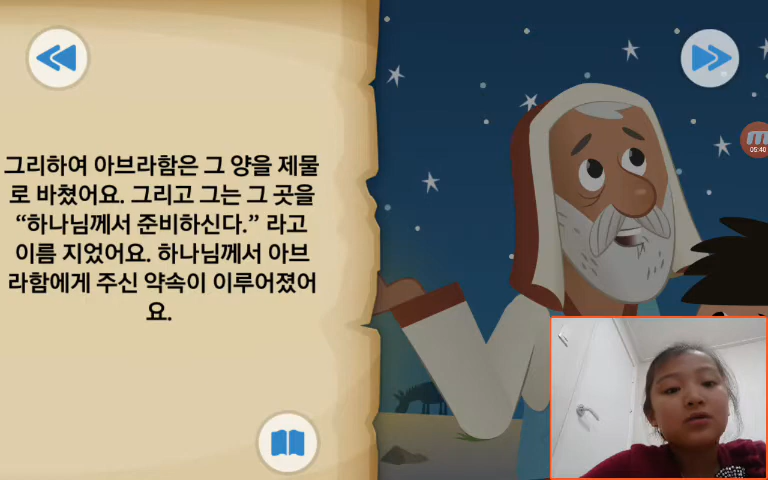 그리하여 아브라함은 그 양을 제물
로 바쳤어요. 그리고 그는 그 곳을
“하나님께서 준비하신다.” 라고
이름 지었어요. 하나님께서 아브
라함에게 주신 약속이 이루어졌어
요.
05:40